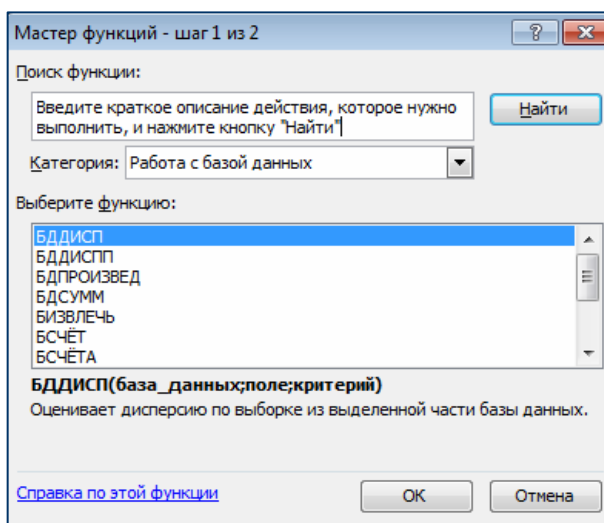 Мастер функций - шаг 1 из 2
Поиск функции:
Введите краткое описание действия, которое нужно
выполнить, и нажмите кнопку "Найти"
Найти
Категория: Работа с базой данных
Выберите функцию:
БДДИСП
БДДИСПП
БДПРОИЗВЕД
БДСУММ
БИЗВЛЕЧЬ
БСЧЁТ
БСЧЁТА
БДДИСП(база_данных;поле;критерий)
Оценивает дисперсию по выборке из выделенной части базы данных.
Справка по этой функции
ОК
Отмена